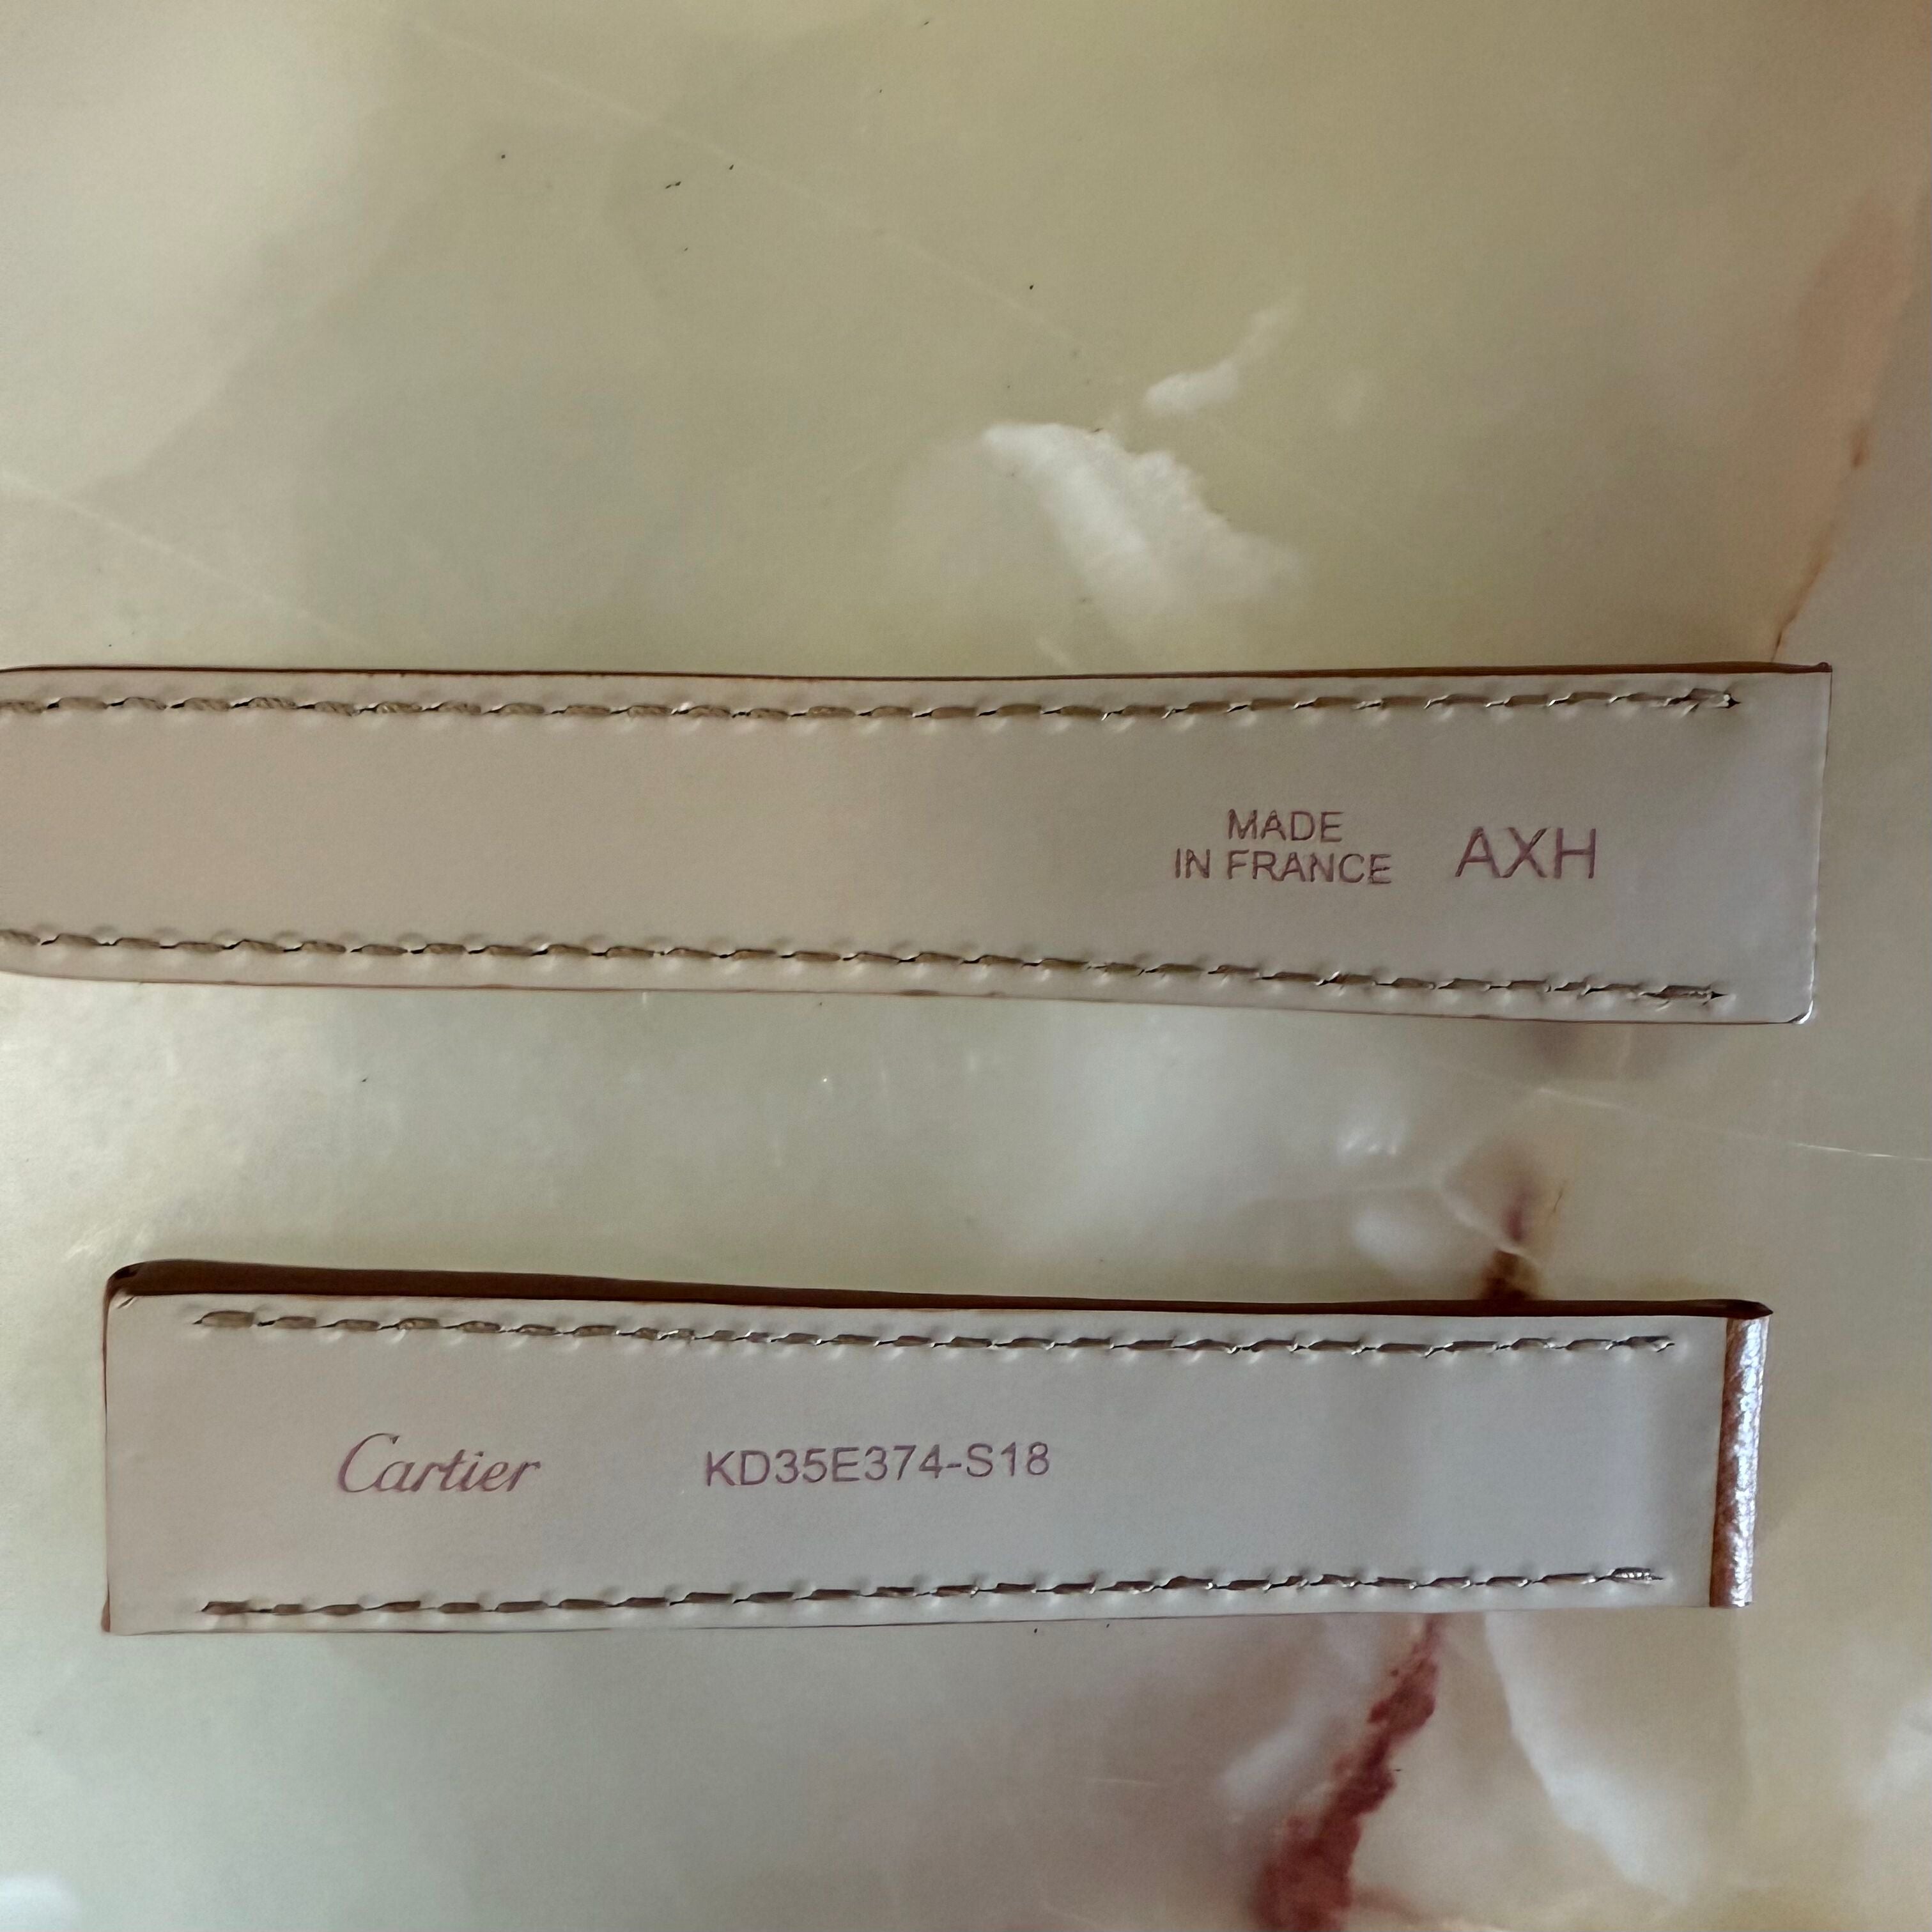 MADE
IN FRANCE
AXH
Cartier
KD35E374-S18